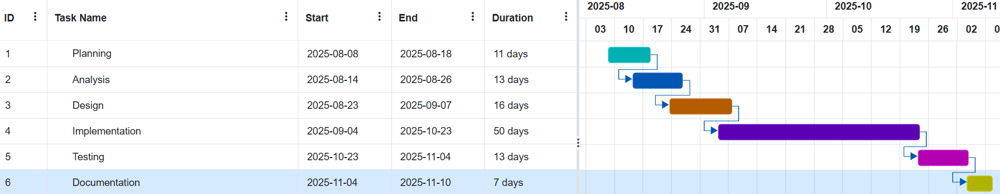 2025-08 2025-09 2025-10 2025-11
ID Task Name Start End Duration
03 10 17 24 31 07 14 21 28 05 12 19 26 02
1 Planning 2025-08-08 2025-08-18 11 days
2 Analysis 2025-08-14 2025-08-26 13 days
3 Design 2025-08-23 2025-09-07 16 days
4 Implementation 2025-09-04 2025-10-23 50 days
5 Testing 2025-10-23 2025-11-04 13 days
6 Documentation 2025-11-04 2025-11-10 7 days